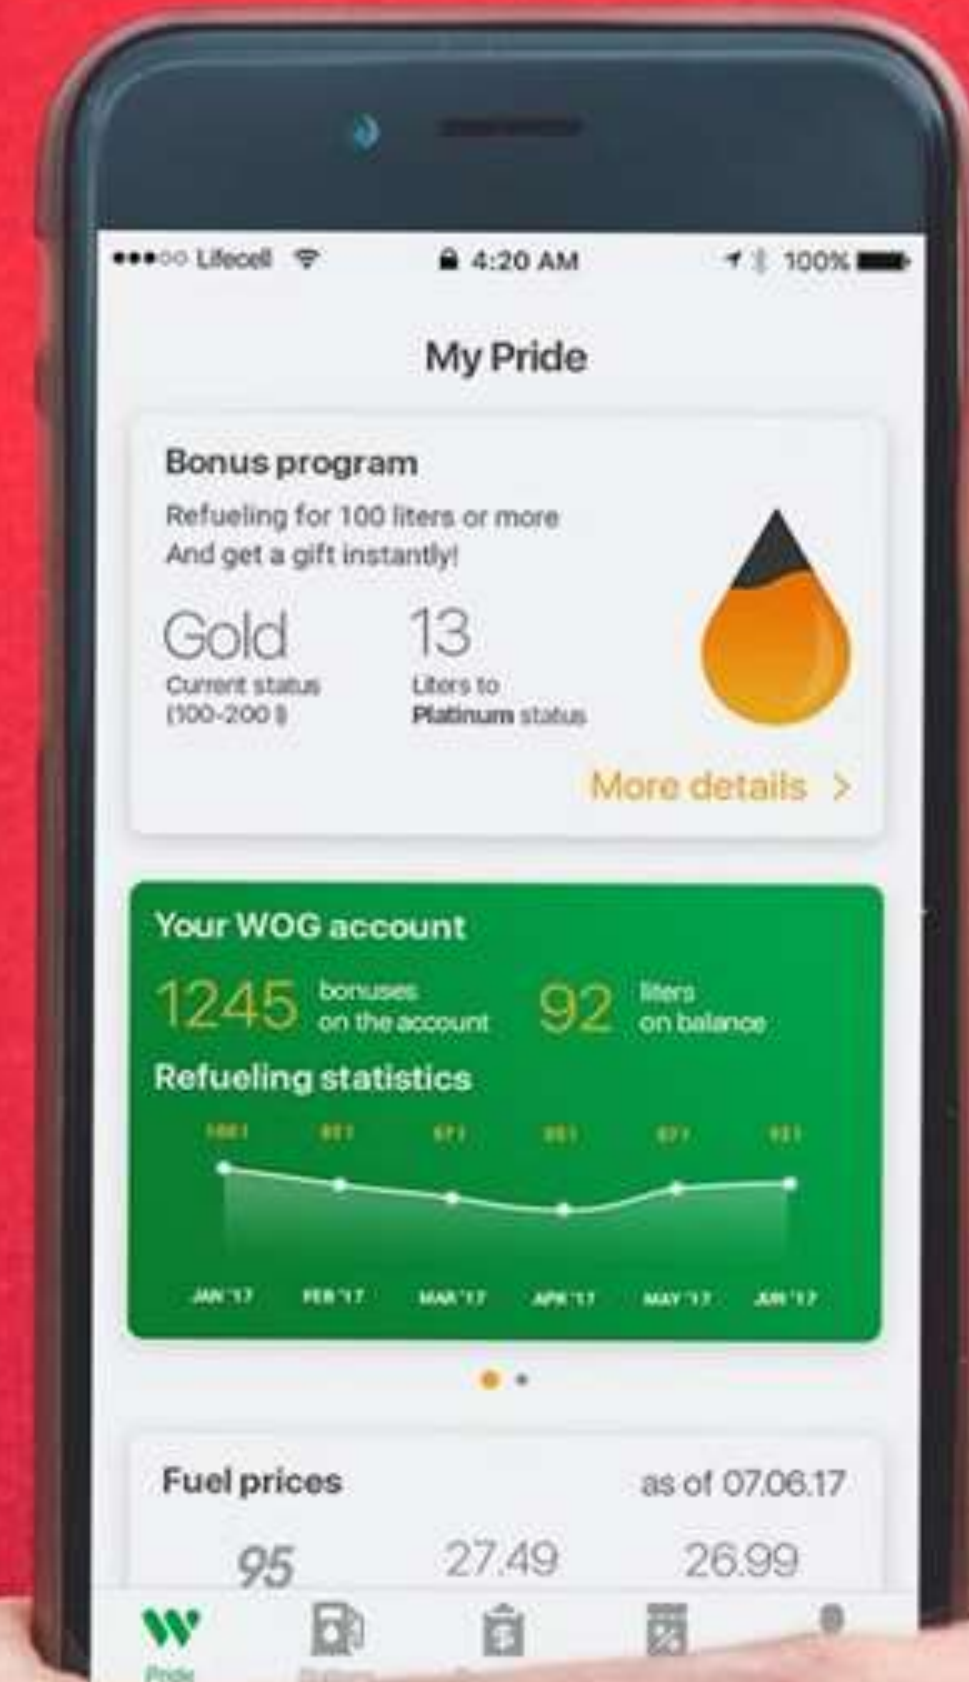 Lifecell 4:20 AM 100%
My Pride
Bonus program
Refueling for 100 liters or more
And get a gift instantly!
Gold 13
Current status Liters to
(100-200 l) Platinum status
More details >
Your WOG account
1245 bonuses on the account 92 liters on balance
Refueling statistics
JAN '17 FEB '17 MAR '17 APR '17 MAY '17 JUN '17
Fuel prices as of 07.06.17
95 27.49 26.99
Pride